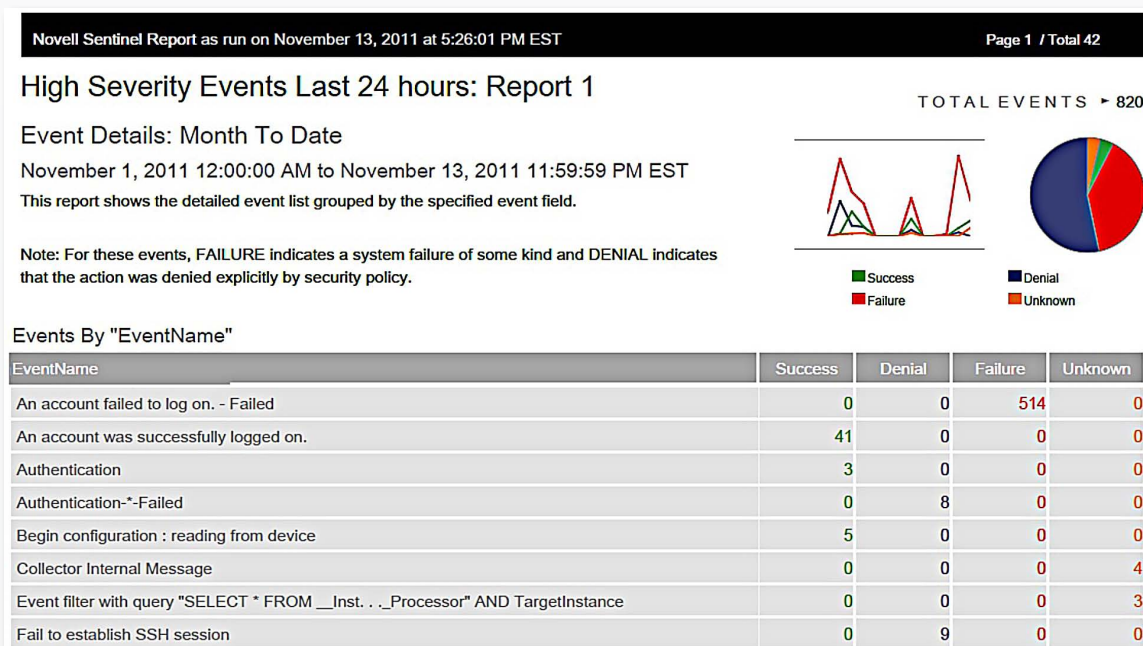 Novell Sentinel Report as run on November 13, 2011 at 5:26:01 PM EST Page 1 / Total 42
High Severity Events Last 24 hours: Report 1
TOTAL EVENTS ► 820
Event Details: Month To Date
November 1, 2011 12:00:00 AM to November 13, 2011 11:59:59 PM EST
This report shows the detailed event list grouped by the specified event field.
Note: For these events, FAILURE indicates a system failure of some kind and DENIAL indicates
that the action was denied explicitly by security policy.
Success Denial
Failure Unknown
Events By "EventName"
EventName Success Denial Failure Unknown
An account failed to log on. - Failed 0 0 514 0
An account was successfully logged on. 41 0 0 0
Authentication 3 0 0 0
Authentication-*-Failed 0 8 0 0
Begin configuration : reading from device 5 0 0 0
Collector Internal Message 0 0 0 4
Event filter with query "SELECT * FROM __Inst. . ._Processor" AND TargetInstance 0 0 0 3
Fail to establish SSH session 0 9 0 0